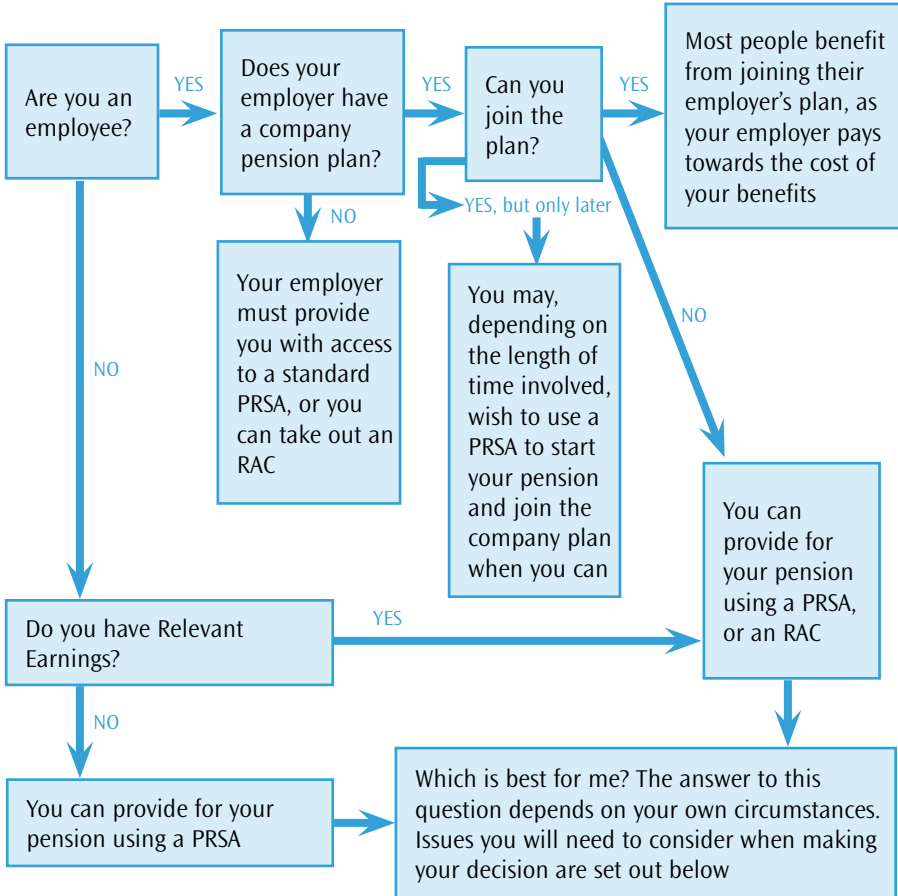 Are you an
employee?
YES
Does your
employer have
a company
pension plan?
YES
Can you
join the
plan?
YES
Most people benefit
from joining their
employer's plan, as
your employer pays
towards the cost of
your benefits
NO
YES, but only later
Your employer
must provide
you with access
to a standard
PRSA, or you
can take out an
RAC
You may,
depending on
the length of
time involved,
wish to use a
PRSA to start
your pension
and join the
company plan
when you can
NO
NO
You can
provide for
your pension
using a PRSA,
or an RAC
Do you have Relevant
Earnings?
YES
NO
You can provide for your
pension using a PRSA
Which is best for me? The answer to this
question depends on your own circumstances.
Issues you will need to consider when making
your decision are set out below